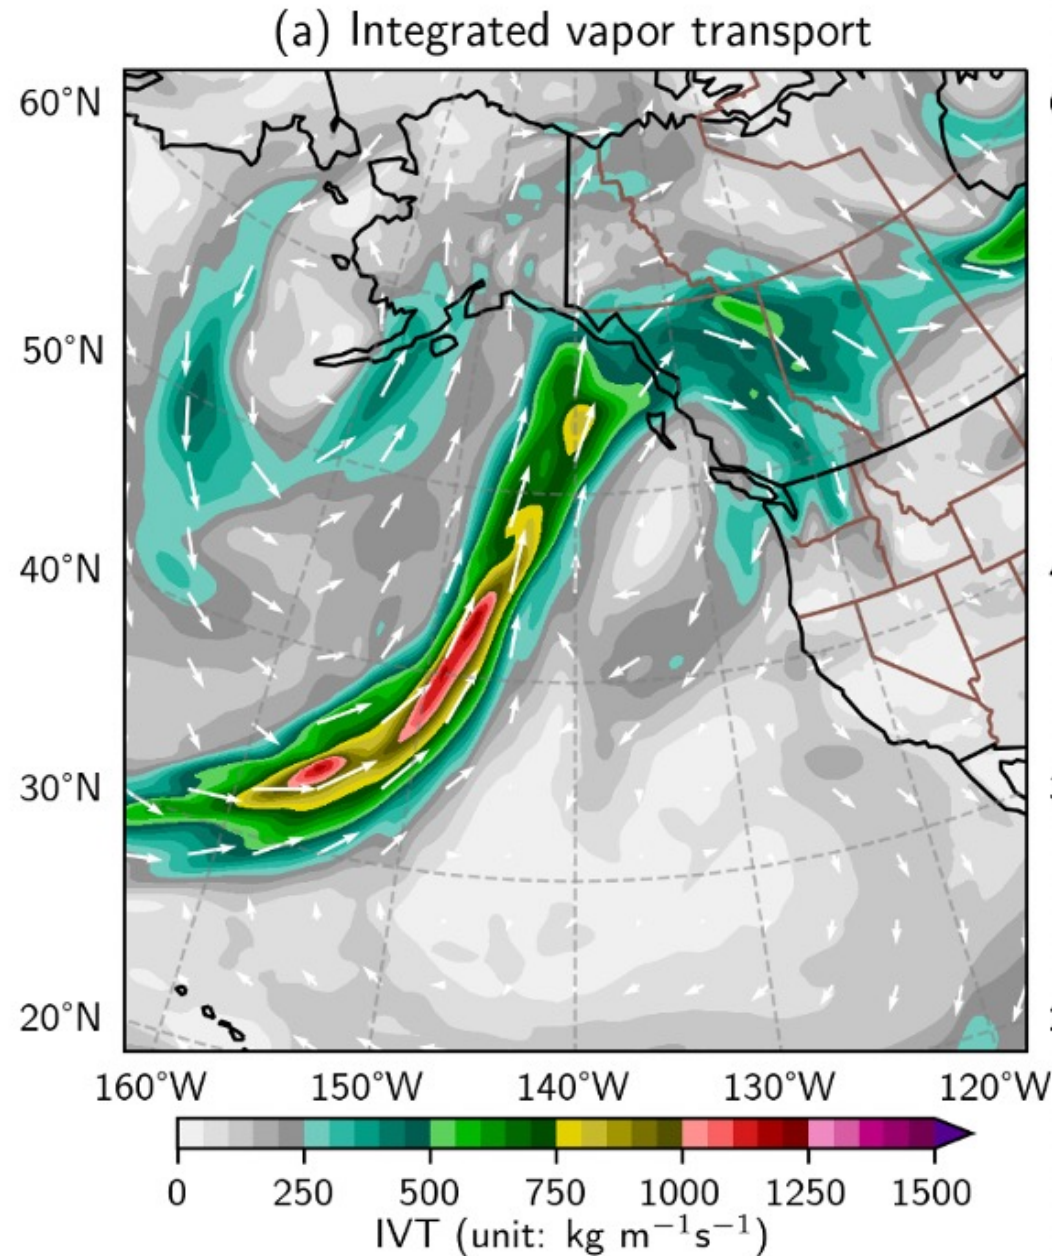 (a) Integrated vapor transport
60°N
50°N
40°N
30°N
20°N
160°W 150°W 140°W 130°W 120°W
0 250 500 750 1000 1250 1500
IVT (unit: kg m⁻¹s⁻¹)